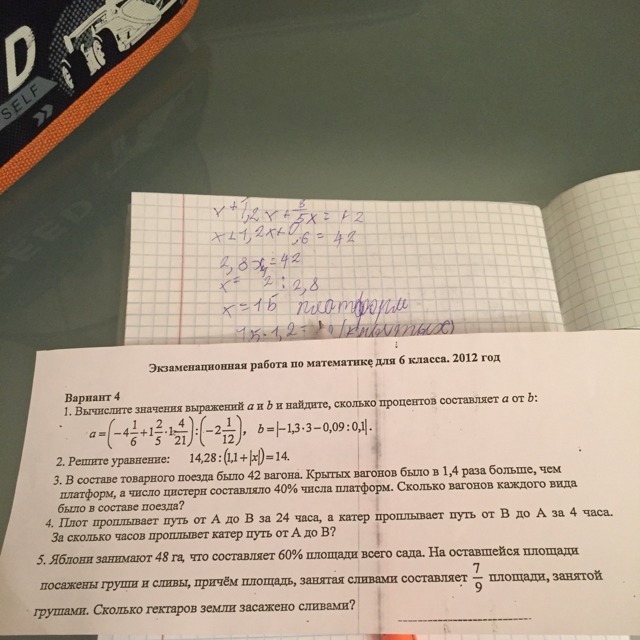 D
SELF
x+1,2x+3/5x=42
x+1,2x+0,6=42
2,8x=42
x= 2:2,8
x=15 платформ
15·1,2=
Экзаменационная работа по математике для 6 класса. 2012 год
Вариант 4
1. Вычислите значения выражений a и b и найдите, сколько процентов составляет a от b:
a=(-4 1/6+1 2/5·1 4/21):(-2 1/12), b=|-1,3·3-0,09:0,1|.
2. Решите уравнение: 14,28:(1,1+|x|)=14.
3. В составе товарного поезда было 42 вагона. Крытых вагонов было в 1,4 раза больше, чем
платформ, а число цистерн составляло 40% числа платформ. Сколько вагонов каждого вида
было в составе поезда?
4. Плот проплывает путь от А до В за 24 часа, а катер проплывает путь от В до А за 4 часа.
За сколько часов проплывет катер путь от А до В?
5. Яблони занимают 48 га, что составляет 60% площади всего сада. На оставшейся площади
посажены груши и сливы, причём площадь, занятая сливами составляет 7/9 площади, занятой
грушами. Сколько гектаров земли засажено сливами?